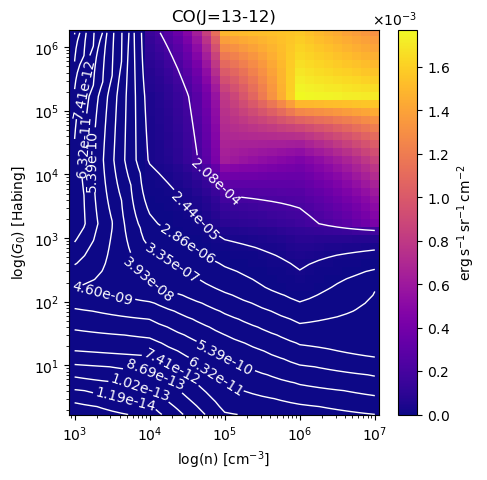 CO(J=13-12)
×10⁻³
10⁶
10⁵
10⁴
10³
10²
10¹
log(G₀) [Habing]
7.41e-12
6.32e-11
5.39e-10
2.08e-04
2.44e-05
2.86e-06
3.35e-07
3.93e-08
4.60e-09
5.39e-10
6.32e-11
7.41e-12
8.69e-13
1.02e-13
1.19e-14
10³ 10⁴ 10⁵ 10⁶ 10⁷
log(n) [cm⁻³]
1.6
1.4
1.2
1.0
0.8
0.6
0.4
0.2
0.0
erg s⁻¹ sr⁻¹ cm⁻²